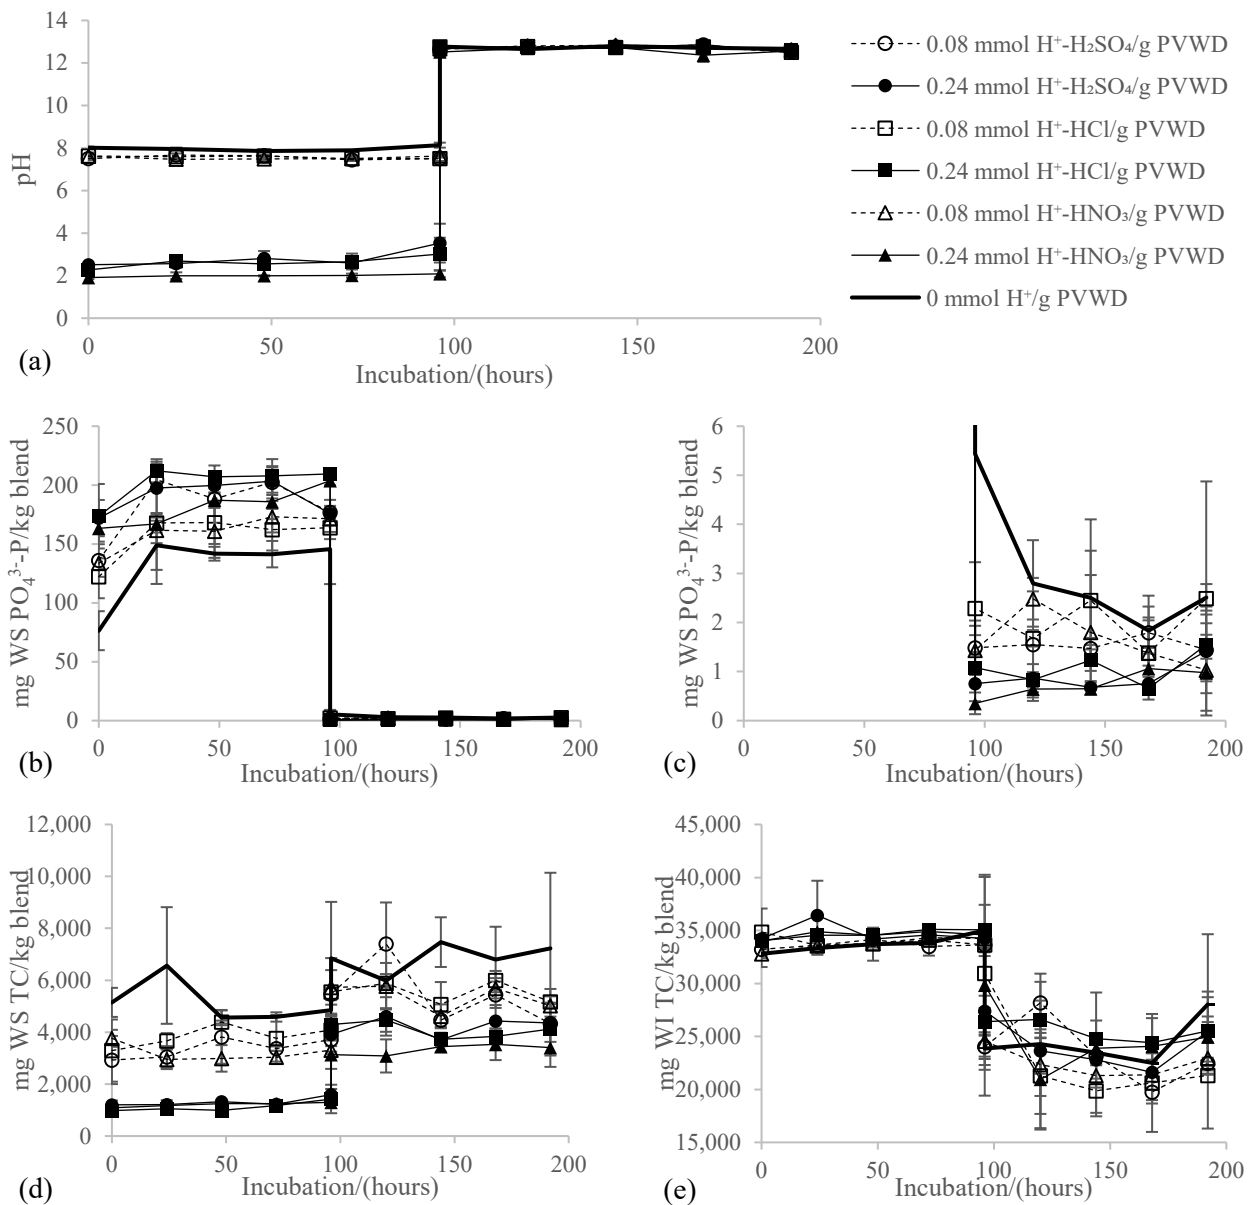 14
12
10
8
6
4
2
0
pH
0
50
100
150
200
Incubation/(hours)
(a)
0.08 mmol H⁺-H₂SO₄/g PVWD
0.24 mmol H⁺-H₂SO₄/g PVWD
0.08 mmol H⁺-HCl/g PVWD
0.24 mmol H⁺-HCl/g PVWD
0.08 mmol H⁺-HNO₃/g PVWD
0.24 mmol H⁺-HNO₃/g PVWD
0 mmol H⁺/g PVWD
250
200
150
100
50
0
mg WS PO₄³⁻-P/kg blend
0
50
100
150
200
Incubation/(hours)
(b)
6
5
4
3
2
1
0
mg WS PO₄³⁻-P/kg blend
0
50
100
150
200
Incubation/(hours)
(c)
12,000
10,000
8,000
6,000
4,000
2,000
0
mg WS TC/kg blend
0
50
100
150
200
Incubation/(hours)
(d)
45,000
40,000
35,000
30,000
25,000
20,000
15,000
mg WI TC/kg blend
0
50
100
150
200
Incubation/(hours)
(e)